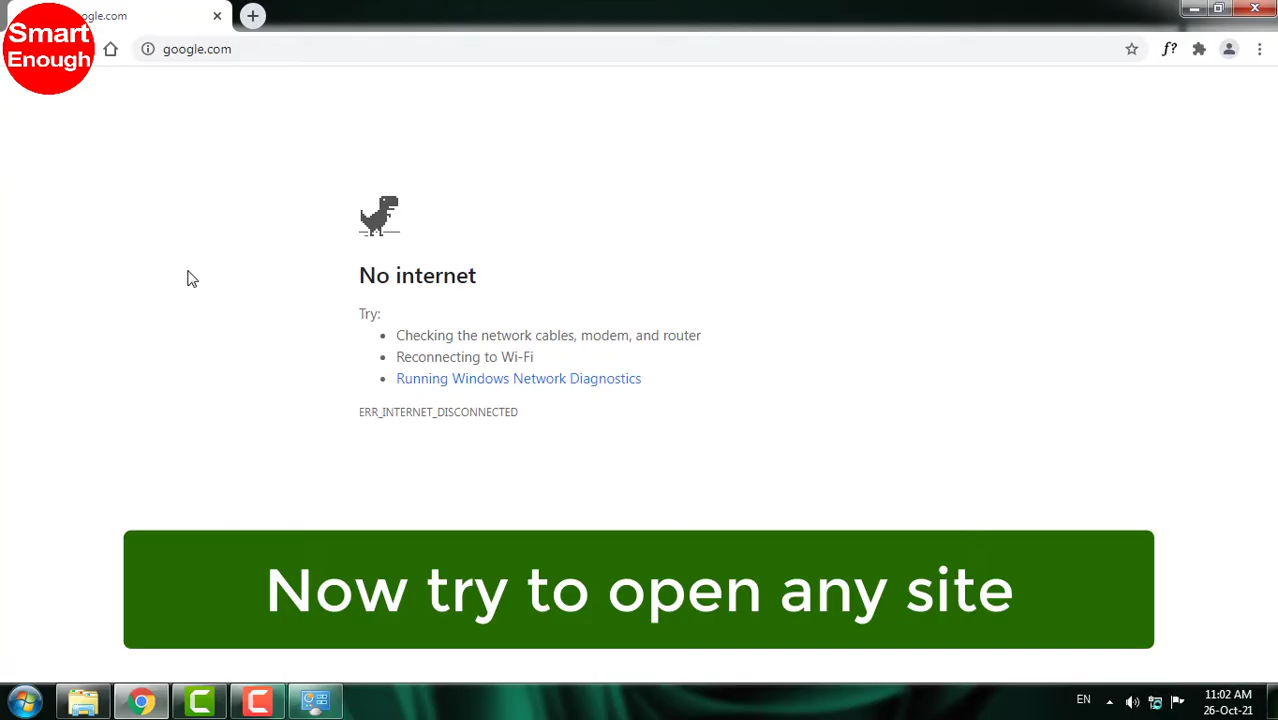 Smart
Enough
ogle.com
google.com
f?
No internet
Try:
Checking the network cables, modem, and router
Reconnecting to Wi-Fi
Running Windows Network Diagnostics
ERR_INTERNET_DISCONNECTED
Now try to open any site
EN
11:02 AM
26-Oct-21